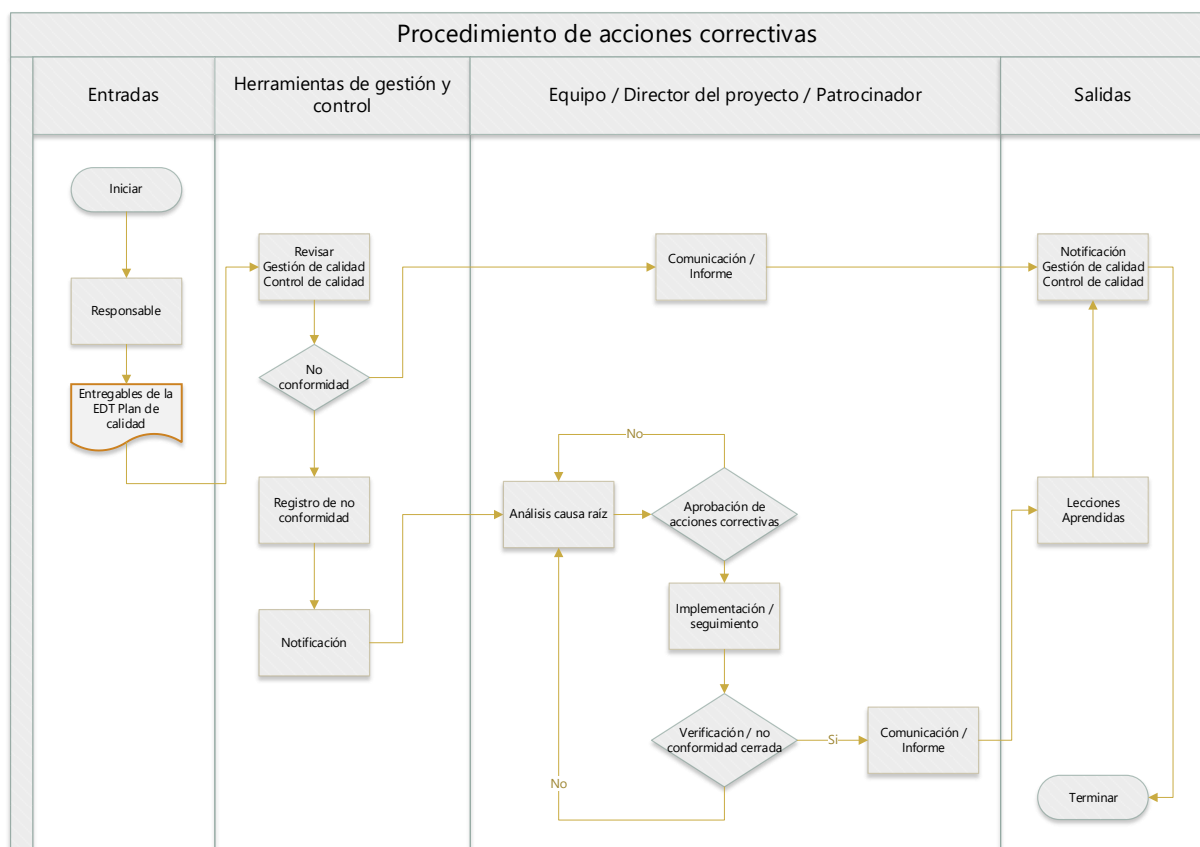 Procedimiento de acciones correctivas
Entradas
Herramientas de gestión y
control
Equipo / Director del proyecto / Patrocinador
Salidas
Iniciar
Responsable
Entregables de la
EDT Plan de
calidad
Revisar
Gestión de calidad
Control de calidad
No
conformidad
Registro de no
conformidad
Notificación
Comunicación /
Informe
No
Análisis causa raíz
Aprobación de
acciones correctivas
Implementación /
seguimiento
Verificación / no
conformidad cerrada
Si
No
Comunicación /
Informe
Notificación
Gestión de calidad
Control de calidad
Lecciones
Aprendidas
Terminar